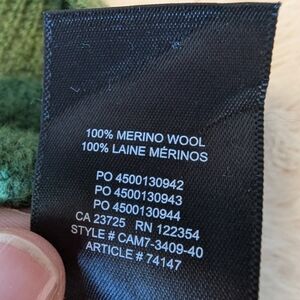 100% MERINO WOOL
100% LAINE MÉRINOS
PO 4500130942
PO 4500130943
PO 4500130944
CA 23725 RN 122354
STYLE # CAM7-3409-40
ARTICLE # 74147